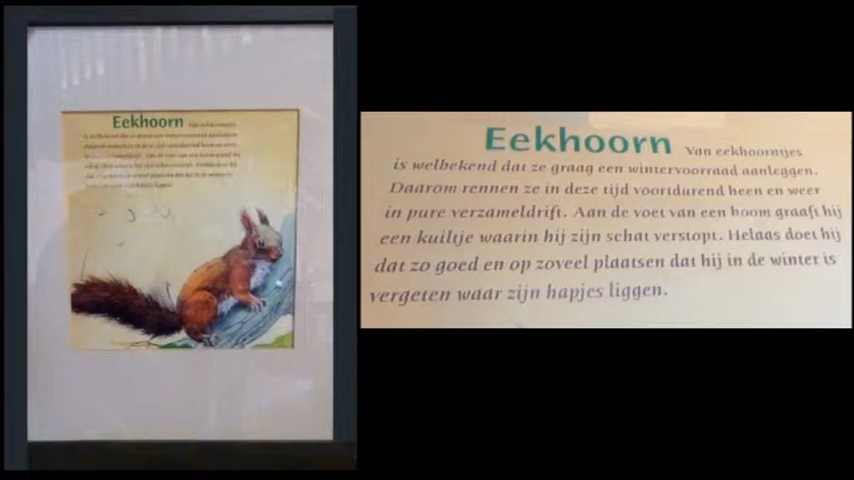 Eekhoorn Van eekhoorntjes
is welbekend dat ze graag een wintervoorraad aanleggen.
Daarom rennen ze in deze tijd voortdurend heen en weer
in pure verzameldrift. Aan de voet van een boom graaft hij
een kuiltje waarin hij zijn schat verstopt. Helaas doet hij
dat zo goed en op zoveel plaatsen dat hij in de winter is
vergeten waar zijn hapjes liggen.